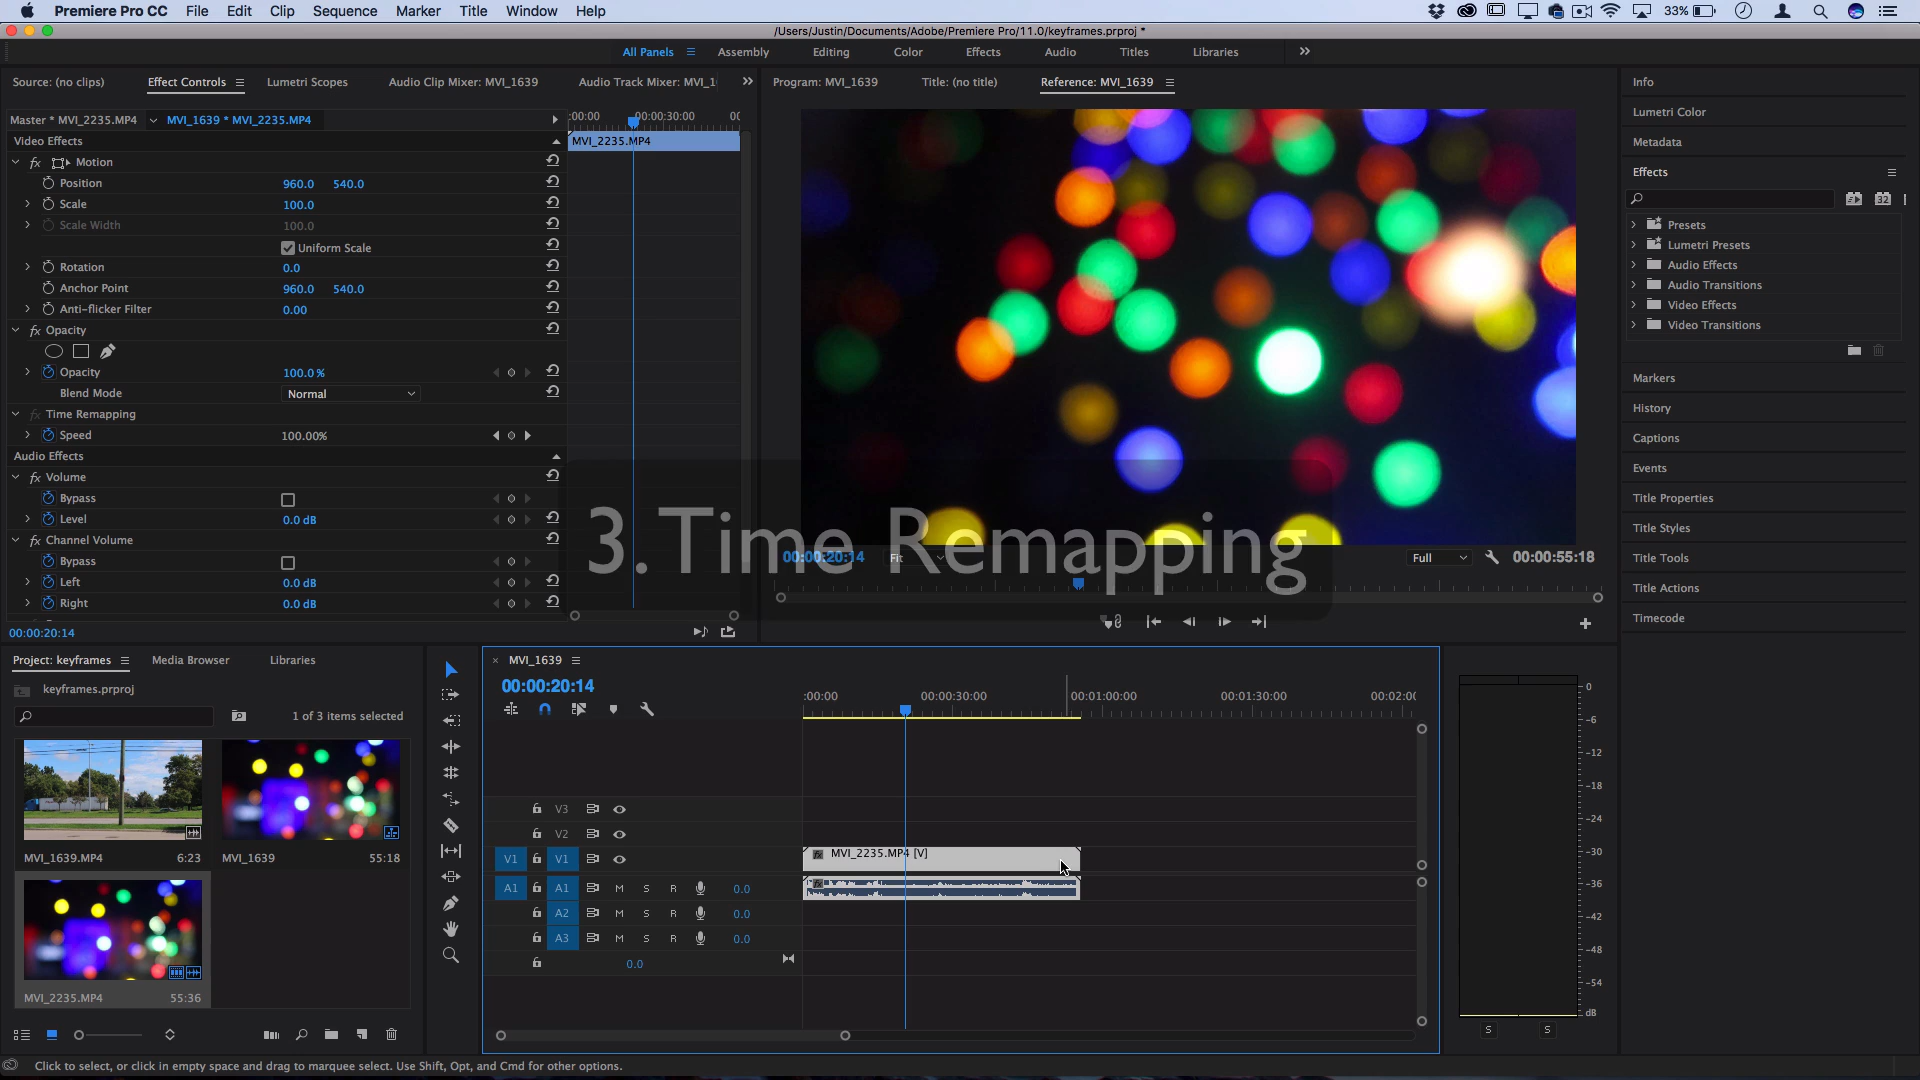 Premiere Pro CC File Edit Clip Sequence Marker Title Window Help 33%
/Users/Justin/Documents/Adobe/Premiere Pro/11.0/keyframes.prproj *
All Panels Assembly Editing Color Effects Audio Titles Libraries
Source: (no clips) Effect Controls Lumetri Scopes Audio Clip Mixer: MVI_1639 Audio Track Mixer: MVI_1
Program: MVI_1639 Title: (no title) Reference: MVI_1639
Master * MVI_2235.MP4 MVI_1639 * MVI_2235.MP4 :00:00 00:00:30:00 00
Video Effects MVI_2235.MP4
fx Motion
Position 960.0 540.0
Scale 100.0
Scale Width 100.0
Uniform Scale
Rotation 0.0
Anchor Point 960.0 540.0
Anti-flicker Filter 0.00
fx Opacity
Opacity 100.0 %
Blend Mode Normal
fx Time Remapping
Speed 100.00%
Audio Effects
fx Volume
Bypass
Level 0.0 dB
fx Channel Volume
Bypass
Left 0.0 dB
Right 0.0 dB
00:00:20:14
3. Time Remapping
00:00:20:14 Fit Full 00:00:55:18
Info
Lumetri Color
Metadata
Effects
32
Presets
Lumetri Presets
Audio Effects
Audio Transitions
Video Effects
Video Transitions
Markers
History
Captions
Events
Title Properties
Title Styles
Title Tools
Title Actions
Timecode
Project: keyframes Media Browser Libraries
keyframes.prproj
1 of 3 items selected
MVI_1639.MP4 6:23 MVI_1639 55:18
MVI_2235.MP4 55:36
MVI_1639
00:00:20:14
:00:00 00:00:30:00 00:01:00:00 00:01:30:00 00:02:00
V3
V2
V1 V1 fx MVI_2235.MP4 [V]
A1 A1 M S R 0.0 fx
A2 M S R 0.0
A3 M S R 0.0
0.0
0
-6
-12
-18
-24
-30
-36
-42
-48
-54
dB
S S
Click to select, or click in empty space and drag to marquee select. Use Shift, Opt, and Cmd for other options.